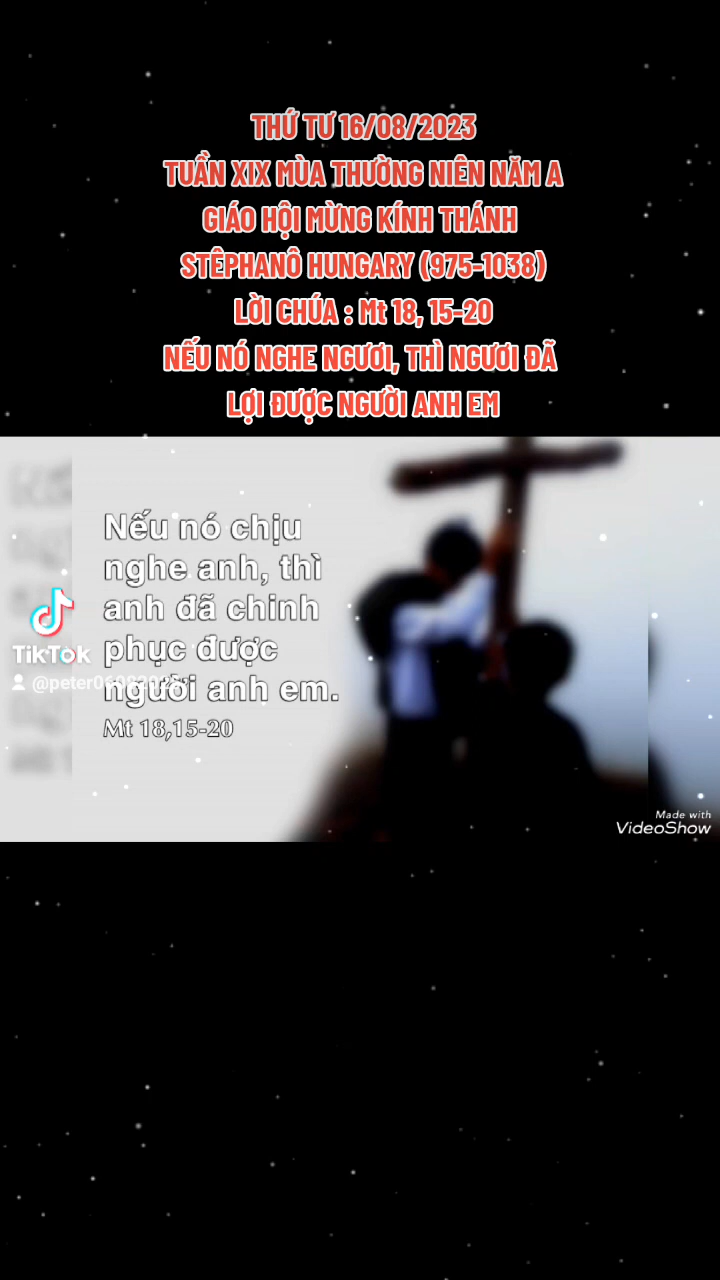 THỨ TƯ 16/08/2023
TUẦN XIX MÙA THƯỜNG NIÊN NĂM A
GIÁO HỘI MỪNG KÍNH THÁNH
STÊPHANÔ HUNGARY (975-1038)
LỜI CHÚA : Mt 18, 15-20
NẾU NÓ NGHE NGƯƠI, THÌ NGƯƠI ĐÃ
LỢI ĐƯỢC NGƯỜI ANH EM
Nếu nó chịu
nghe anh, thì
anh đã chinh
phục được
người anh em.
Mt 18,15-20
TikTok
Made with
VideoShow